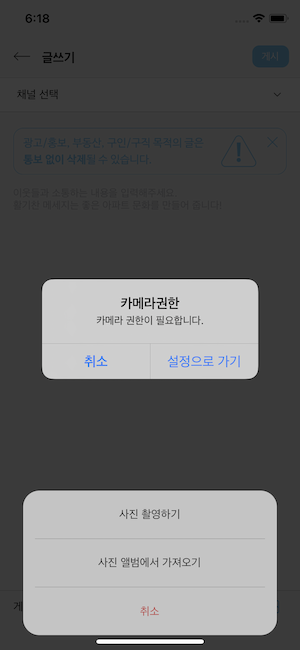 6:18
글쓰기
게시
채널 선택
광고/홍보, 부동산, 구인/구직 목적의 글은
통보 없이 삭제될 수 있습니다.
카메라권한
카메라 권한이 필요합니다.
취소
설정으로 가기
사진 촬영하기
사진 앨범에서 가져오기
취소